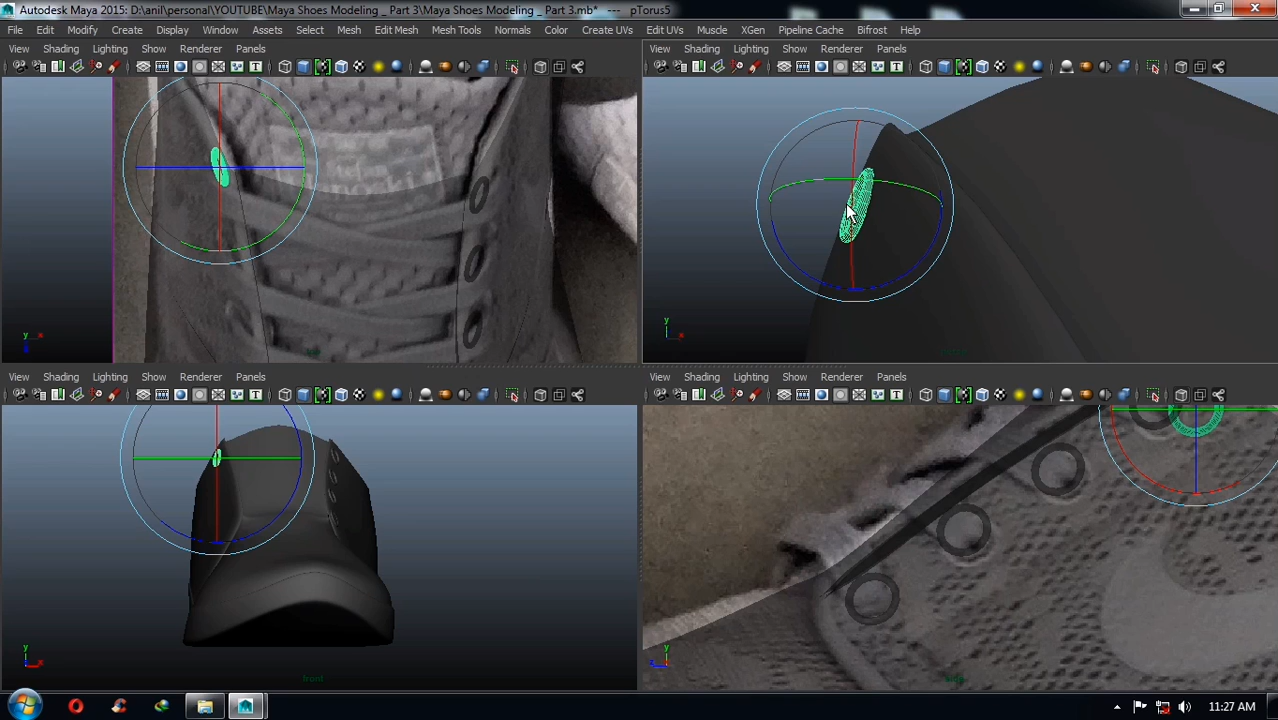 Autodesk Maya 2015: D:\anil\personal\YOUTUBE\Maya Shoes Modeling _ Part 3\Maya Shoes Modeling _ Part 3.mb* --- pTorus5
File Edit Modify Create Display Window Assets Select Mesh Edit Mesh Mesh Tools Normals Color Create UVs Edit UVs Muscle XGen Pipeline Cache Bifrost Help
View Shading Lighting Show Renderer Panels
View Shading Lighting Show Renderer Panels
View Shading Lighting Show Renderer Panels
View Shading Lighting Show Renderer Panels
front
11:27 AM